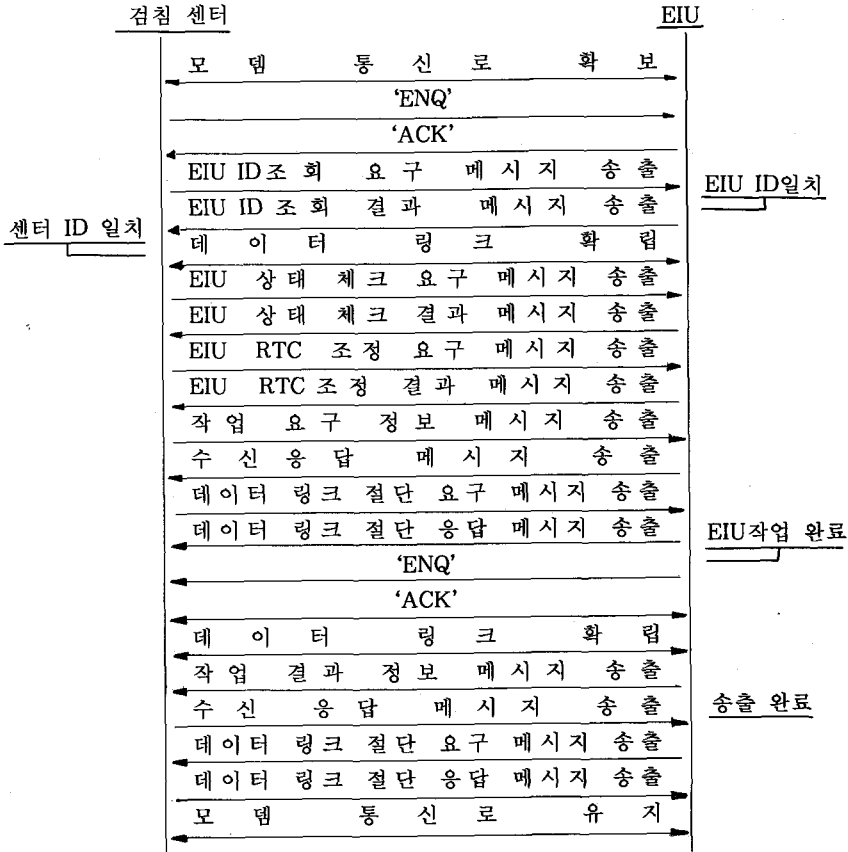 검침 센터
EIU
모 뎀 통 신 로 확 보
‘ENQ’
‘ACK’
EIU ID조 회 요 구 메 시 지 송 출
EIU ID일치
EIU ID 조 회 결 과 메 시 지 송 출
센터 ID 일치
데 이 터 링 크 확 립
EIU 상 태 체 크 요 구 메 시 지 송 출
EIU 상 태 체 크 결 과 메 시 지 송 출
EIU RTC 조 정 요 구 메 시 지 송 출
EIU RTC 조 정 결 과 메 시 지 송 출
작 업 요 구 정 보 메 시 지 송 출
수 신 응 답 메 시 지 송 출
데이터 링크 절단 요구 메시지 송출
데이터 링크 절단 응답 메시지 송출
EIU작업 완료
‘ENQ’
‘ACK’
데 이 터 링 크 확 립
작 업 결 과 정 보 메 시 지 송 출
수 신 응 답 메 시 지 송 출
송출 완료
데이터 링크 절단 요구 메시지 송출
데이터 링크 절단 응답 메시지 송출
모 뎀 통 신 로 유 지